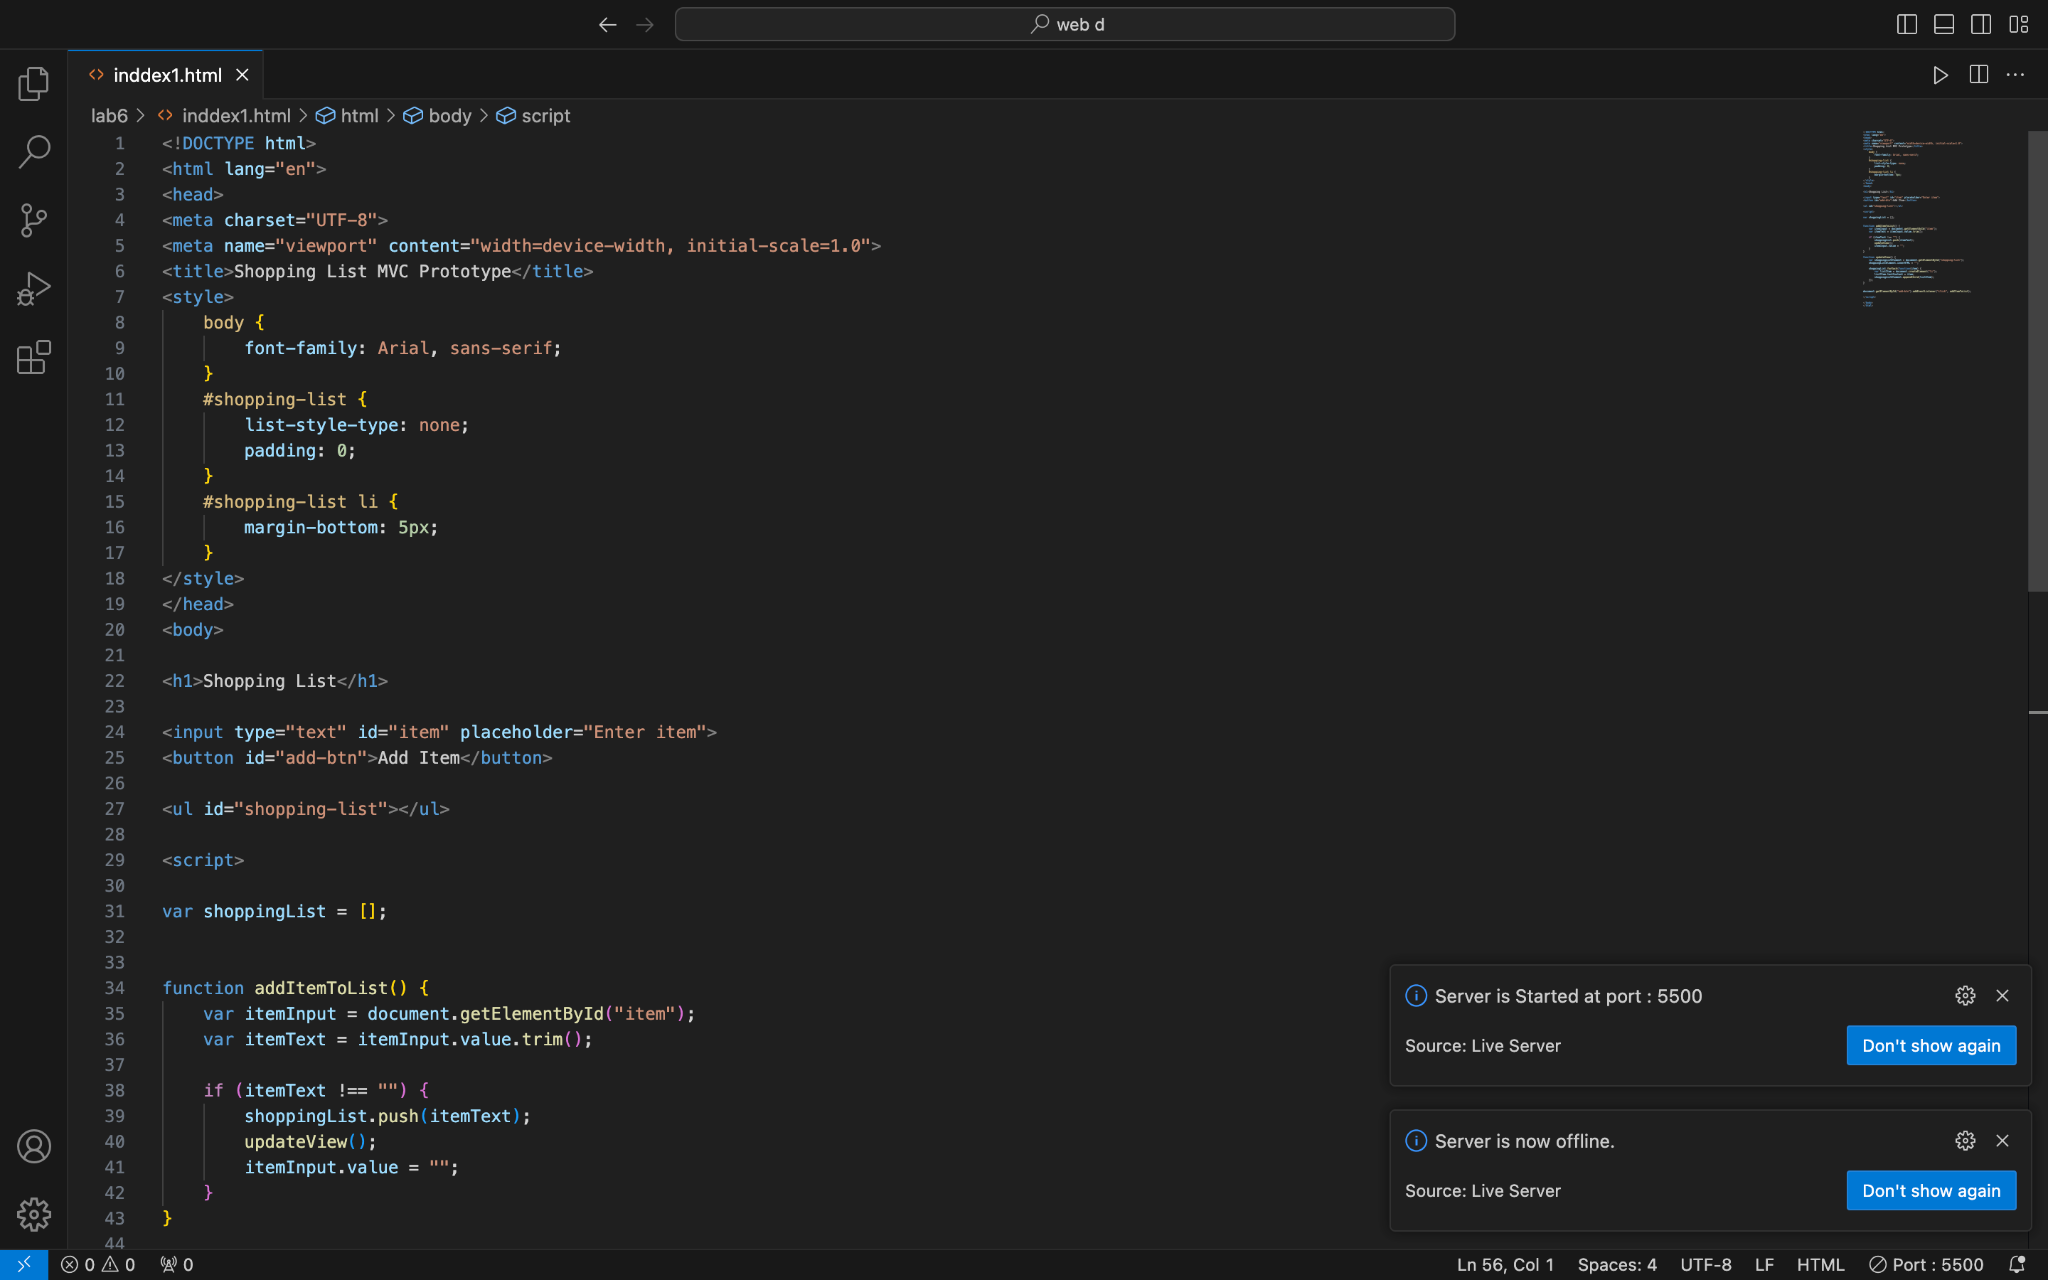 web d
inddex1.html
lab6 > inddex1.html > html > body > script
1 <!DOCTYPE html>
2 <html lang="en">
3 <head>
4 <meta charset="UTF-8">
5 <meta name="viewport" content="width=device-width, initial-scale=1.0">
6 <title>Shopping List MVC Prototype</title>
7 <style>
8     body {
9         font-family: Arial, sans-serif;
10     }
11     #shopping-list {
12         list-style-type: none;
13         padding: 0;
14     }
15     #shopping-list li {
16         margin-bottom: 5px;
17     }
18 </style>
19 </head>
20 <body>
21
22 <h1>Shopping List</h1>
23
24 <input type="text" id="item" placeholder="Enter item">
25 <button id="add-btn">Add Item</button>
26
27 <ul id="shopping-list"></ul>
28
29 <script>
30
31 var shoppingList = [];
32
33
34 function addItemToList() {
35     var itemInput = document.getElementById("item");
36     var itemText = itemInput.value.trim();
37
38     if (itemText !== "") {
39         shoppingList.push(itemText);
40         updateView();
41         itemInput.value = "";
42     }
43 }
44
Server is Started at port : 5500
Source: Live Server
Don't show again
Server is now offline.
Source: Live Server
Don't show again
0 0 0
Ln 56, Col 1 Spaces: 4 UTF-8 LF HTML Port : 5500